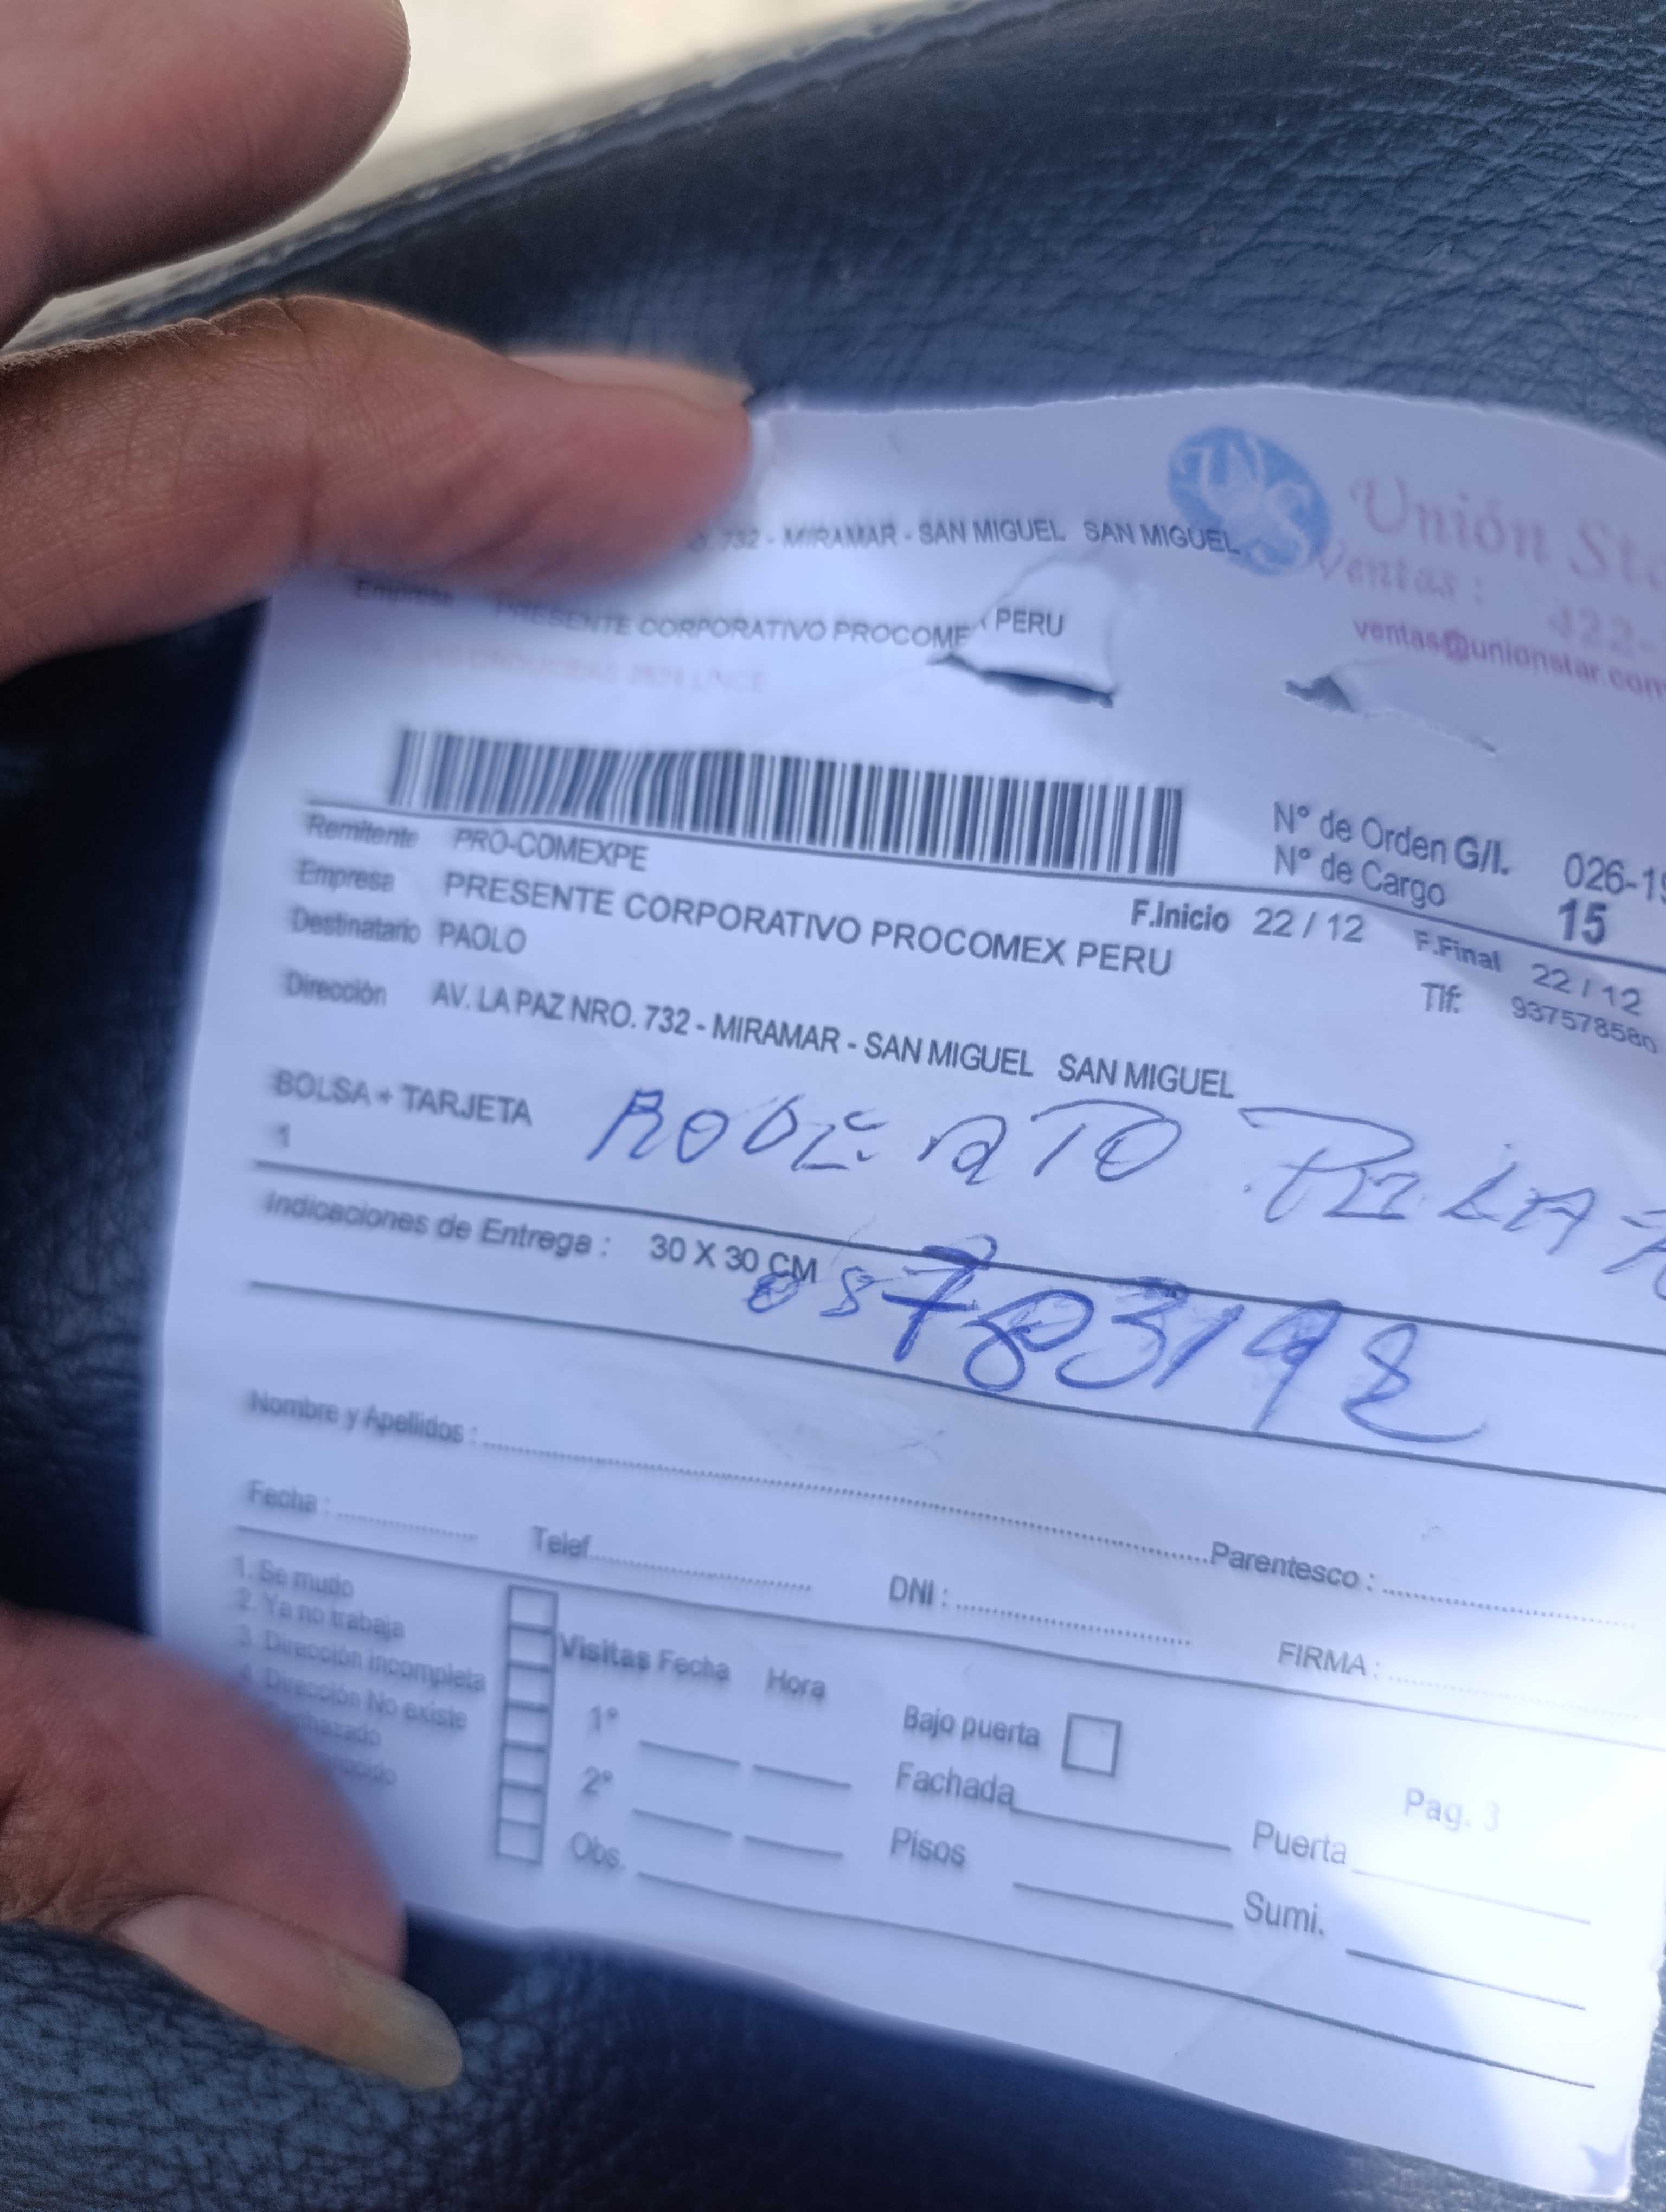 Unión St
Ventas : 422-
ventas@unionstar.com
732 - MIRAMAR - SAN MIGUEL SAN MIGUEL
Empresa PRESENTE CORPORATIVO PROCOME PERU
N° de Orden G/I. 026-19
N° de Cargo 15
Remitente PRO-COMEXPE
F.Inicio 22 / 12 F.Final 22 / 12
Empresa PRESENTE CORPORATIVO PROCOMEX PERU
Tlf: 937578580
Destinatario PAOLO
Dirección AV. LA PAZ NRO. 732 - MIRAMAR - SAN MIGUEL SAN MIGUEL
BOLSA + TARJETA
1
Indicaciones de Entrega : 30 X 30 CM
Nombre y Apellidos : Parentesco :
Fecha : Telef. DNI : FIRMA :
1. Se mudo
2. Ya no trabaja
3. Dirección incompleta
4. Dirección No existe
Visitas Fecha Hora
1°
2°
Obs.
Bajo puerta
Fachada
Pisos
Pag. 3
Puerta
Sumi.